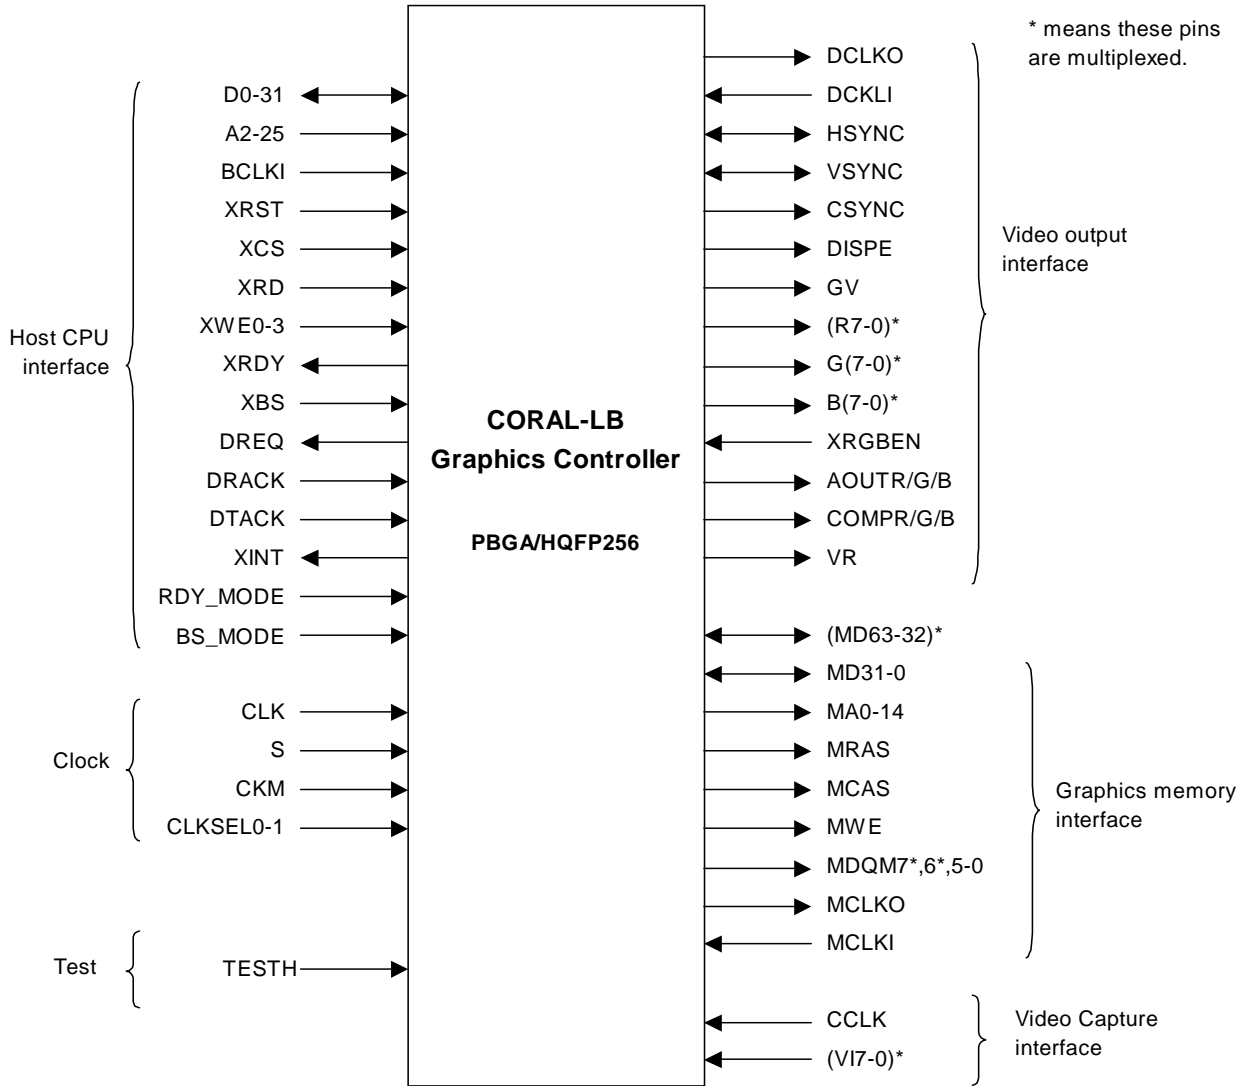 * means these pins
are multiplexed.
Host CPU
interface
D0-31
A2-25
BCLKI
XRST
XCS
XRD
XWE0-3
XRDY
XBS
DREQ
DRACK
DTACK
XINT
RDY_MODE
BS_MODE
Clock
CLK
S
CKM
CLKSEL0-1
Test
TESTH
CORAL-LB
Graphics Controller
PBGA/HQFP256
DCLKO
DCKLI
HSYNC
VSYNC
CSYNC
DISPE
GV
(R7-0)*
G(7-0)*
B(7-0)*
XRGBEN
AOUTR/G/B
COMPR/G/B
VR
Video output
interface
(MD63-32)*
MD31-0
MA0-14
MRAS
MCAS
MWE
MDQM7*,6*,5-0
MCLKO
MCLKI
Graphics memory
interface
CCLK
(VI7-0)*
Video Capture
interface